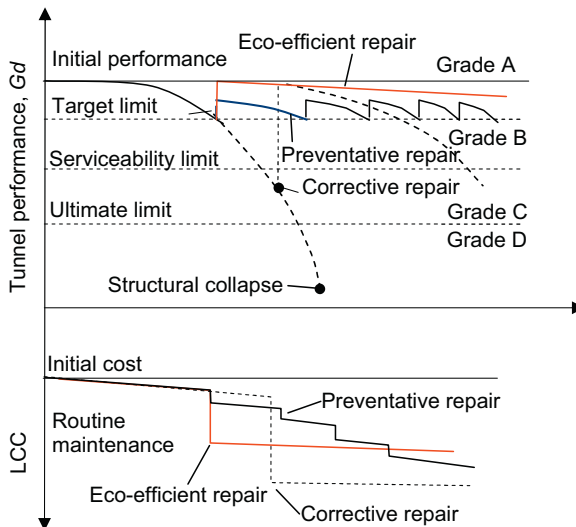 Tunnel performance, Gd
Initial performance
Eco-efficient repair
Grade A
Target limit
Grade B
Preventative repair
Serviceability limit
Corrective repair
Ultimate limit
Grade C
Grade D
Structural collapse
LCC
Initial cost
Preventative repair
Routine
maintenance
Eco-efficient repair
Corrective repair